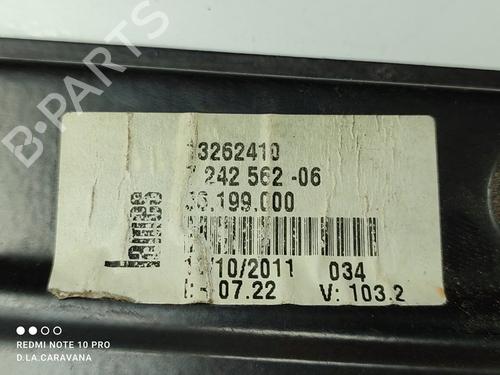 B-PARTS
13262410
7 242 562 -06
199.000
10/2011 034
07.22 V: 103.2
REDMI NOTE 10 PRO
D.LA.CARAVANA